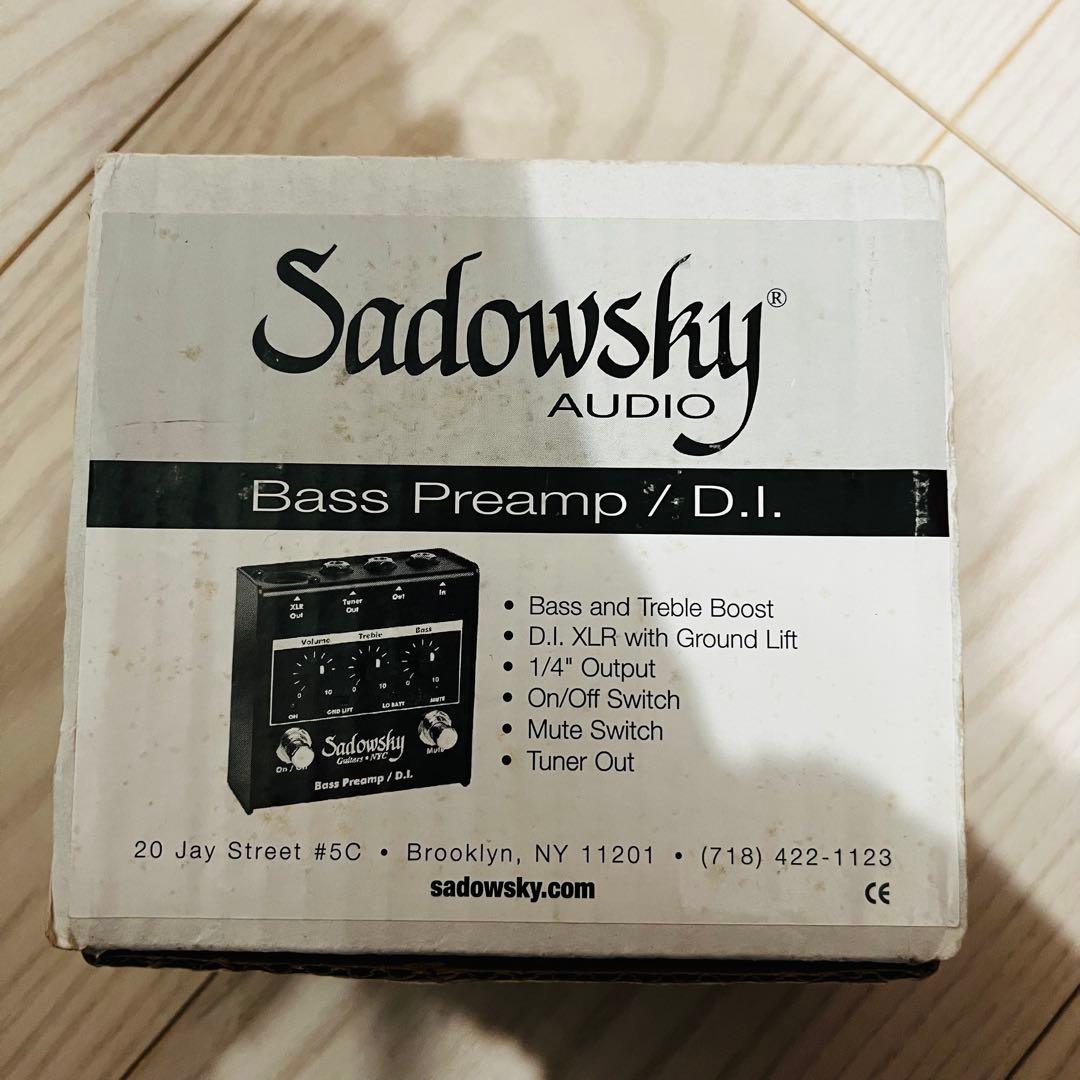 Sadowsky®
AUDIO
Bass Preamp / D.I.
XLR Out
Tuner Out
Out
In
Volume Treble Bass
0 10 0 10 0 10
ON GND LIFT LO BATT MUTE
Sadowsky
Guitars • NYC
On / Off
Mute
Bass Preamp / D.I.
• Bass and Treble Boost
• D.I. XLR with Ground Lift
• 1/4" Output
• On/Off Switch
• Mute Switch
• Tuner Out
20 Jay Street #5C • Brooklyn, NY 11201 • (718) 422-1123
sadowsky.com
CE